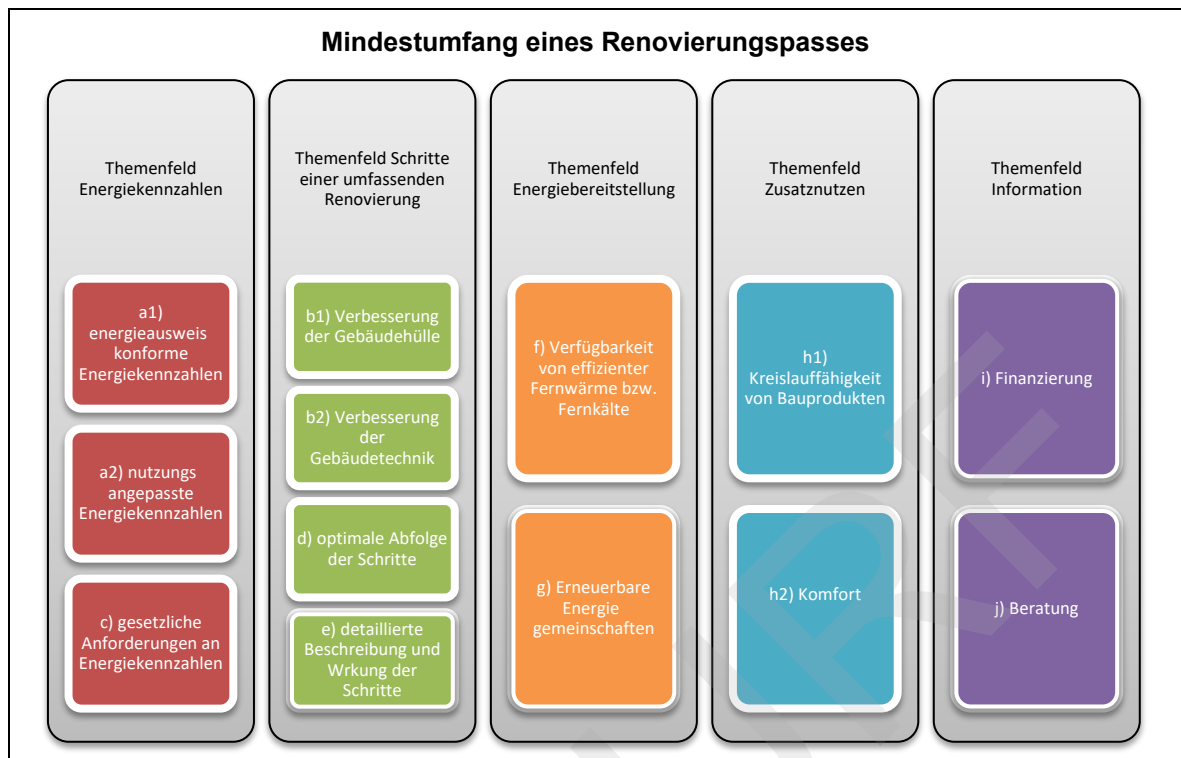 Mindestumfang eines Renovierungspasses
Themenfeld
Energiekennzahlen
a1)
energieausweis
konforme
Energiekennzahlen
a2) nutzungs
angepasste
Energiekennzahlen
c) gesetzliche
Anforderungen an
Energiekennzahlen
Themenfeld Schritte
einer umfassenden
Renovierung
b1) Verbesserung
der Gebäudehülle
b2) Verbesserung
der
Gebäudetechnik
d) optimale Abfolge
der Schritte
e) detaillierte
Beschreibung und
Wrkung der
Schritte
Themenfeld
Energiebereitstellung
f) Verfügbarkeit
von effizienter
Fernwärme bzw.
Fernkälte
g) Erneuerbare
Energie
gemeinschaften
Themenfeld
Zusatznutzen
h1)
Kreislauffähigkeit
von Bauprodukten
h2) Komfort
Themenfeld
Information
i) Finanzierung
j) Beratung